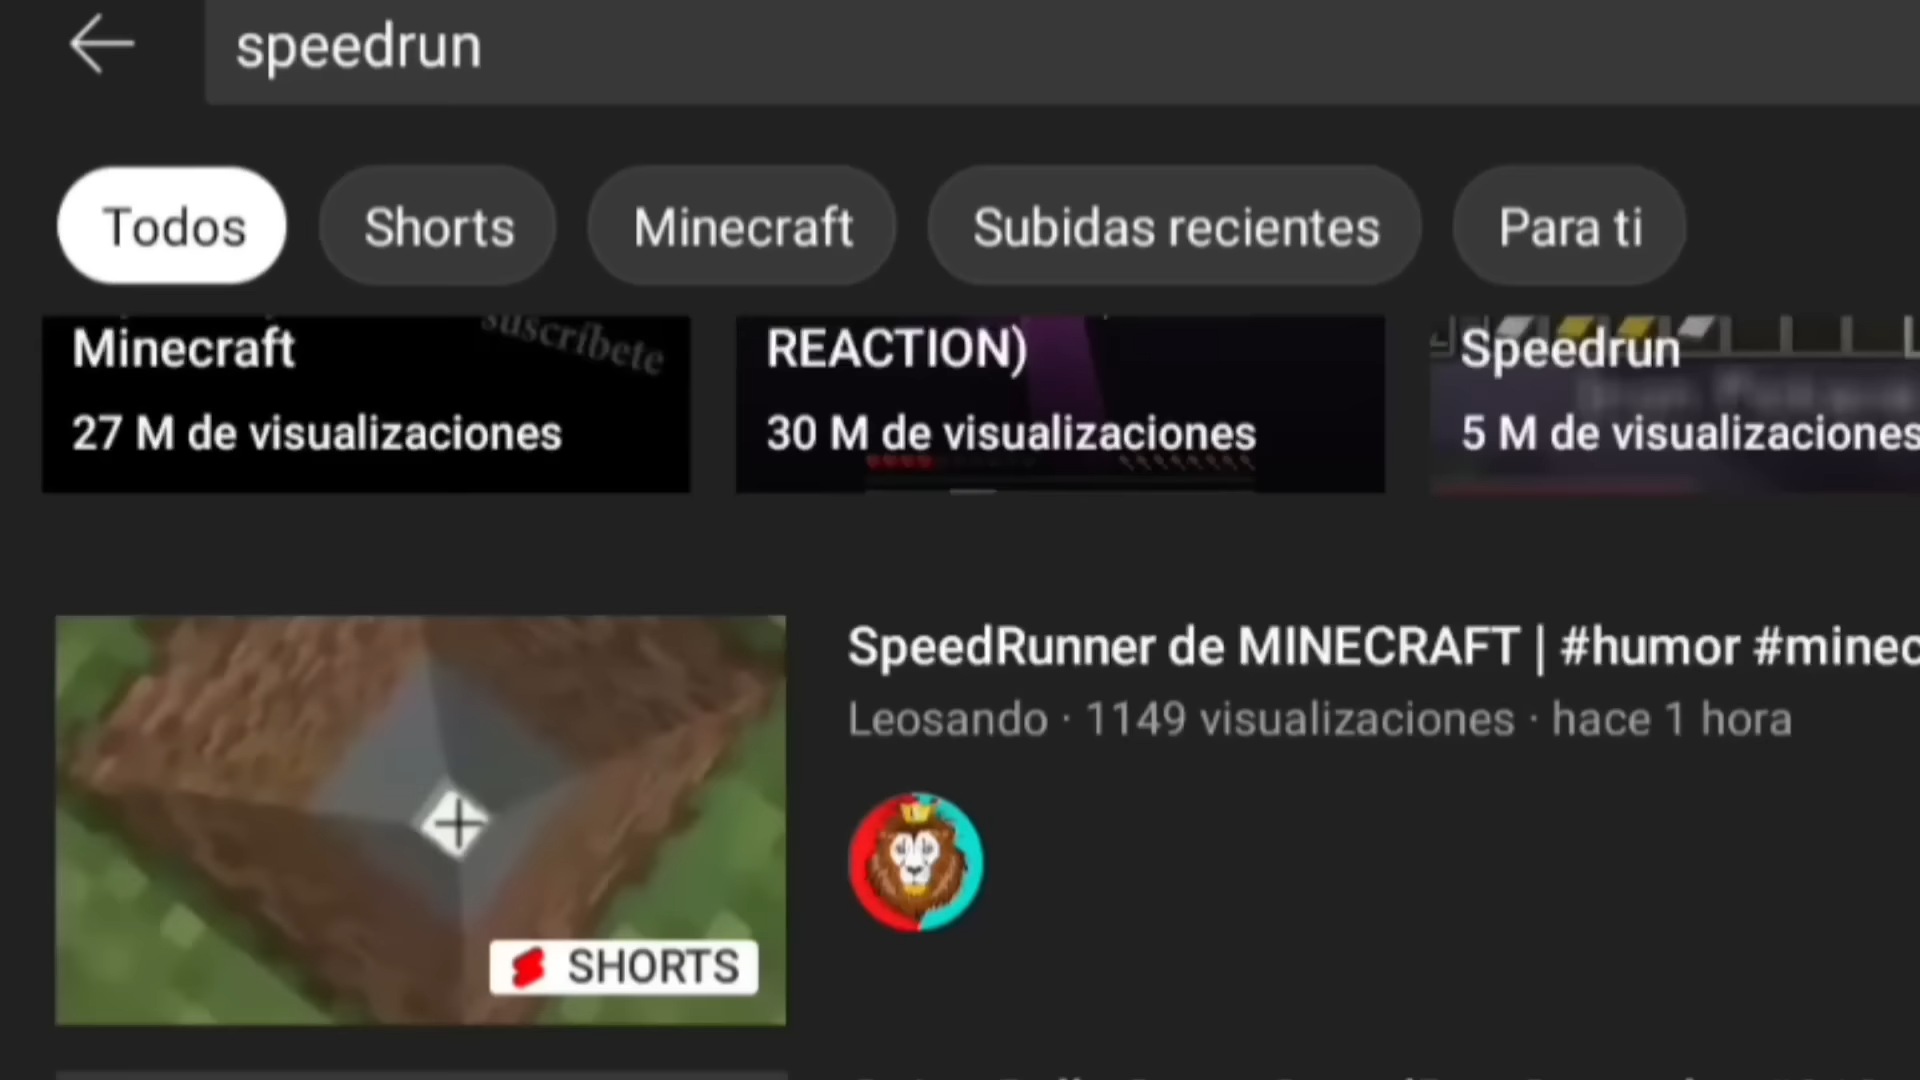 speedrun
Todos
Shorts
Minecraft
Subidas recientes
Para ti
suscríbete
Minecraft
27 M de visualizaciones
REACTION)
30 M de visualizaciones
Speedrun
5 M de visualizaciones
SpeedRunner de MINECRAFT | #humor #minec
Leosando · 1149 visualizaciones · hace 1 hora
SHORTS